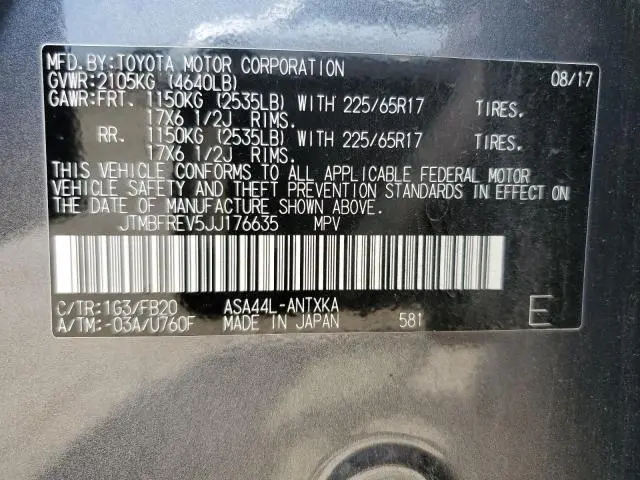 MFD.BY:TOYOTA MOTOR CORPORATION 08/17
GVWR:2105KG (4640LB)
GAWR:FRT. 1150KG (2535LB) WITH 225/65R17 TIRES.
17X6 1/2J RIMS.
RR. 1150KG (2535LB) WITH 225/65R17 TIRES.
17X6 1/2J RIMS.
THIS VEHICLE CONFORMS TO ALL APPLICABLE FEDERAL MOTOR
VEHICLE SAFETY AND THEFT PREVENTION STANDARDS IN EFFECT ON
THE DATE OF MANUFACTURE SHOWN ABOVE.
JTMBFREV5JJ176635 MPV
C/TR:1G3/FB20 ASA44L-ANTXKA
A/TM:-03A/U760F MADE IN JAPAN 581 E